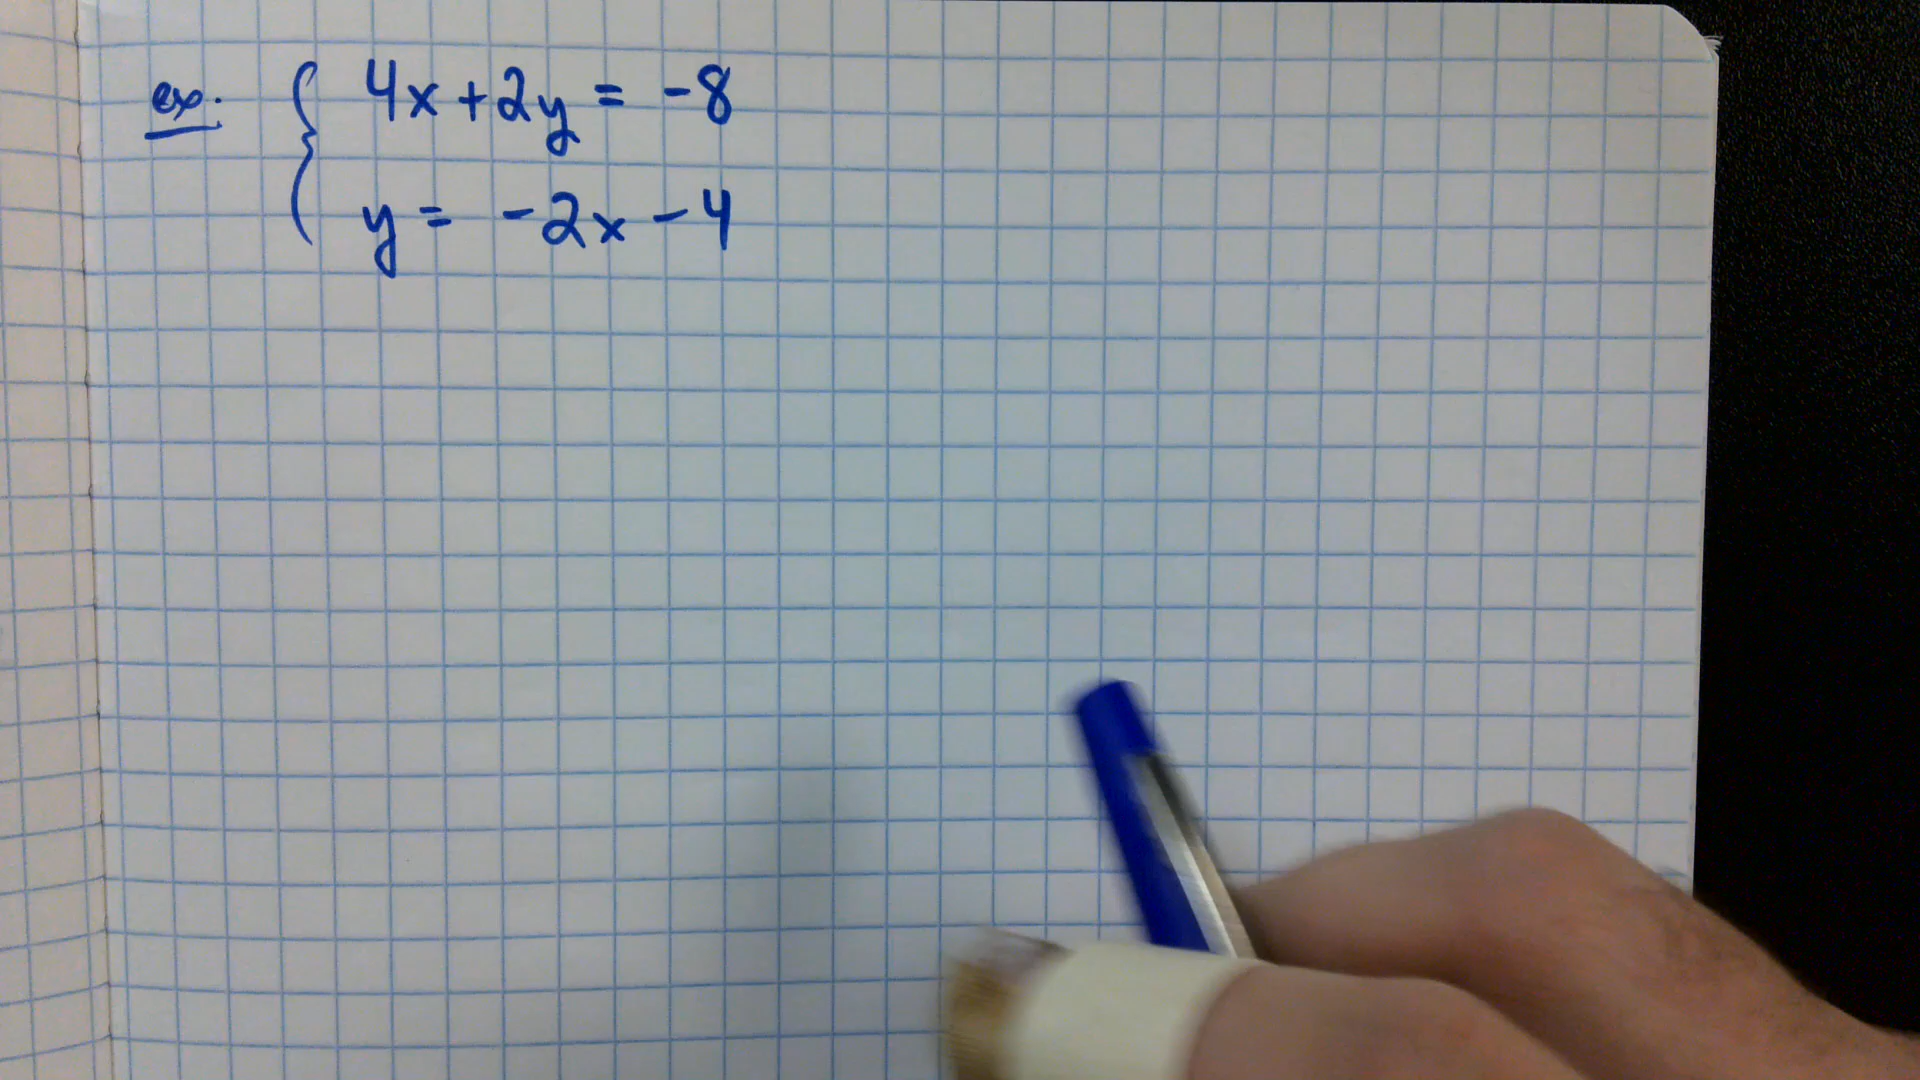 ex. { 4x + 2y = -8
y = -2x - 4